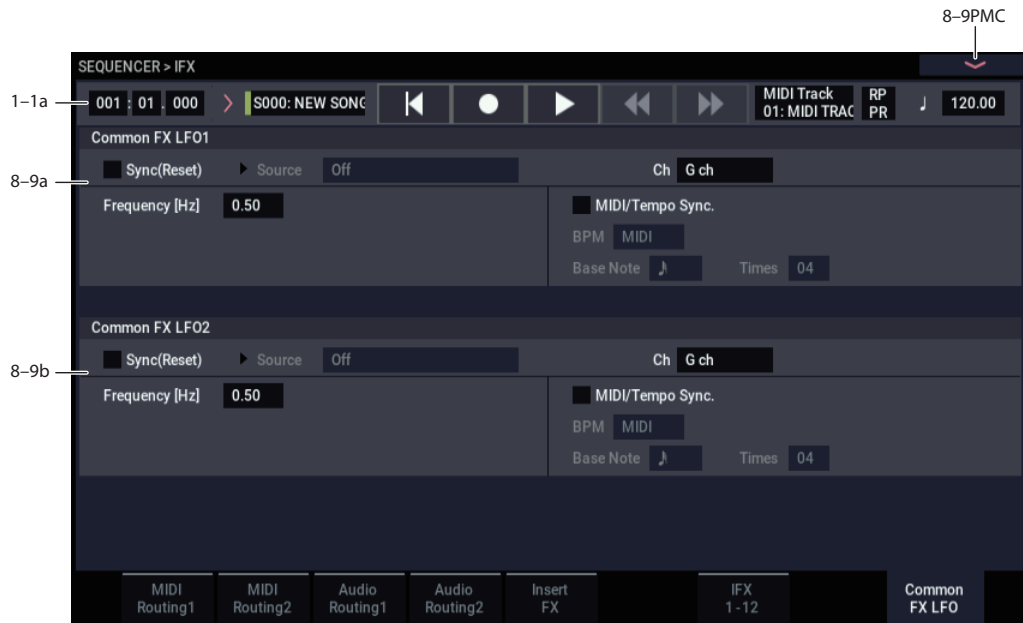 8–9PMC
SEQUENCER > IFX
1–1a
001 : 01 . 000
S000: NEW SONG
MIDI Track
01: MIDI TRAC
RP
PR
♩ 120.00
Common FX LFO1
8–9a
Sync(Reset) Source Off Ch G ch
Frequency [Hz] 0.50 MIDI/Tempo Sync.
BPM MIDI
Base Note Times 04
Common FX LFO2
8–9b
Sync(Reset) Source Off Ch G ch
Frequency [Hz] 0.50 MIDI/Tempo Sync.
BPM MIDI
Base Note Times 04
MIDI
Routing1
MIDI
Routing2
Audio
Routing1
Audio
Routing2
Insert
FX
IFX
1 -12
Common
FX LFO